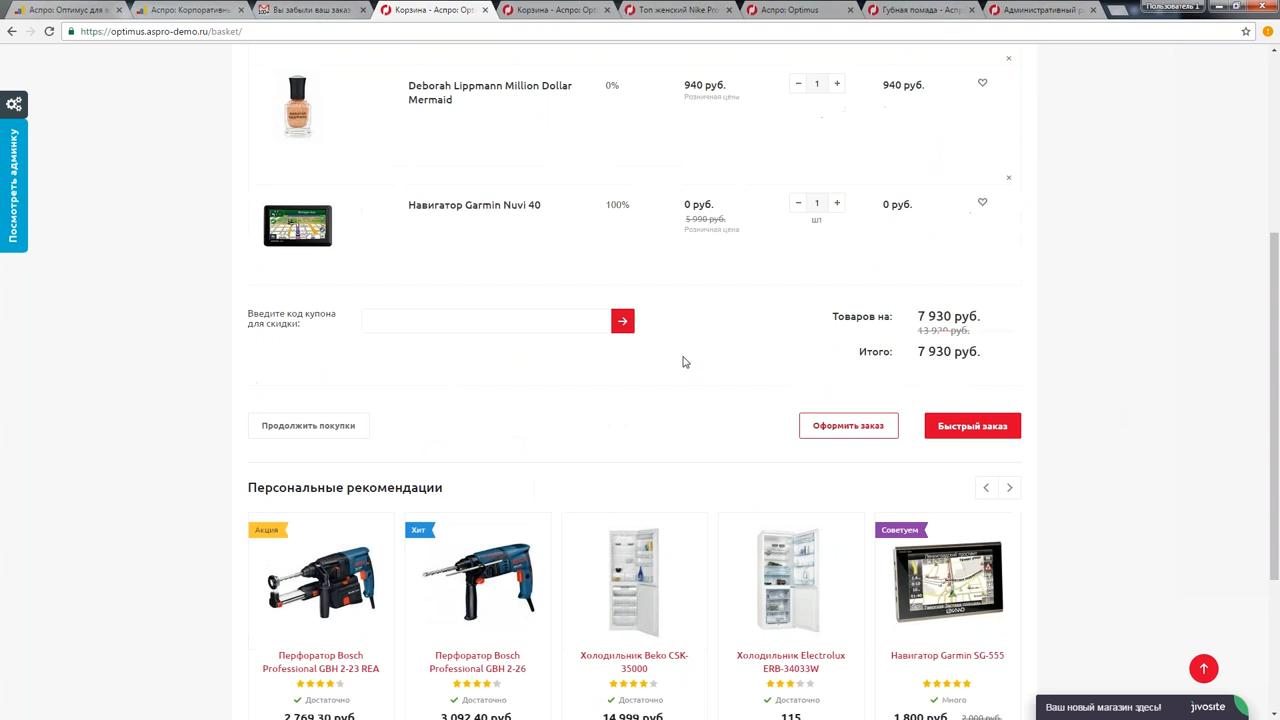 Аспро: Оптимус для в
Аспро: Корпоративн
Вы забыли ваш заказ
Корзина - Аспро: Opt
Корзина - Аспро: Opt
Топ женский Nike Pro
Аспро: Optimus
Губная помада - Аспр
Административный р
Пользователь 1
https://optimus.aspro-demo.ru/basket/
Посмотреть админку
Deborah Lippmann Million Dollar
Mermaid
0%
940 руб.
Розничная цена
− 1 +
940 руб.
Навигатор Garmin Nuvi 40
100%
0 руб.
5 990 руб.
Розничная цена
− 1 +
шт
0 руб.
Введите код купона
для скидки:
Товаров на: 7 930 руб.
13 920 руб.
Итого: 7 930 руб.
Продолжить покупки
Оформить заказ
Быстрый заказ
Персональные рекомендации
Акция
Хит
Советуем
Перфоратор Bosch
Professional GBH 2-23 REA
Перфоратор Bosch
Professional GBH 2-26
Холодильник Beko CSK-
35000
Холодильник Electrolux
ERB-34033W
Навигатор Garmin SG-555
Достаточно
Достаточно
Достаточно
Достаточно
Много
2 769.30 руб.
3 092.40 руб.
14 999 руб.
115
1 800 руб. 2 000 руб.
Ваш новый магазин здесь!
jivosite